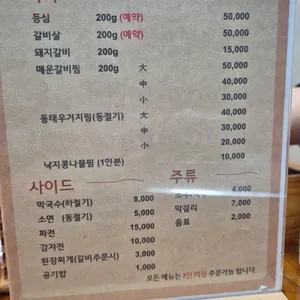 등심 200g (예약) 50,000
갈비살 200g (예약) 50,000
돼지갈비 200g 15,000
매운갈비찜 200g 大 50,000
中 40,000
小 30,000
동태우거지찜(동절기) 大 40,000
中 30,000
小 20,000
낙지콩나물찜 (1인분) 10,000
사이드
막국수(하절기) 8,000
소면 (동절기) 5,000
파전 15,000
감자전 10,000
된장찌개(갈비주문시) 3,000
공기밥 1,000
주류
4,000
막걸리 7,000
음료 2,000
모든 메뉴는 2인 이상 주문가능 합니다.